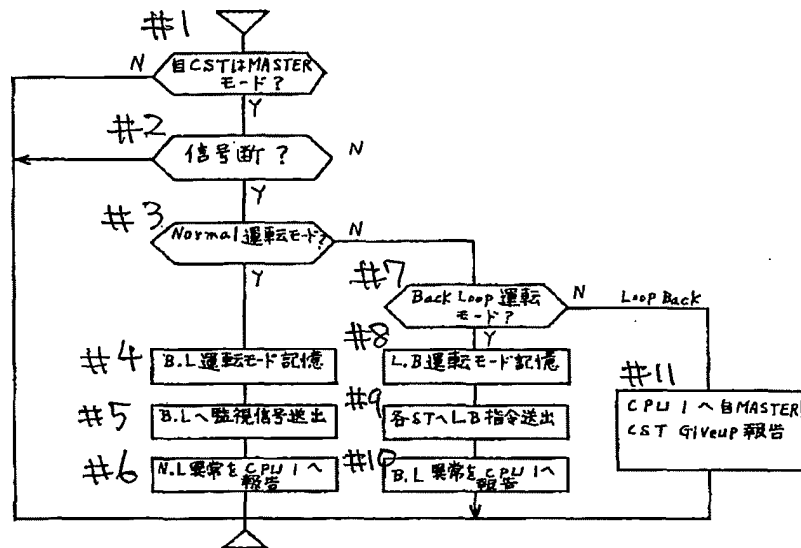 #1
N
自CSTはMASTER
モード?
Y
#2
信号断?
N
Y
#3
Normal運転モード?
N
Y
#7
Back Loop運転
モード?
N
Loop Back
Y
#4
B.L運転モード記憶
#8
L.B運転モード記憶
#11
CPU1へ自MASTER
CST Giveup報告
#5
B.Lへ監視信号送出
#9
各STへL.B指令送出
#6
N.L異常をCPU1へ
報告
#10
B.L異常をCPU1へ
報告